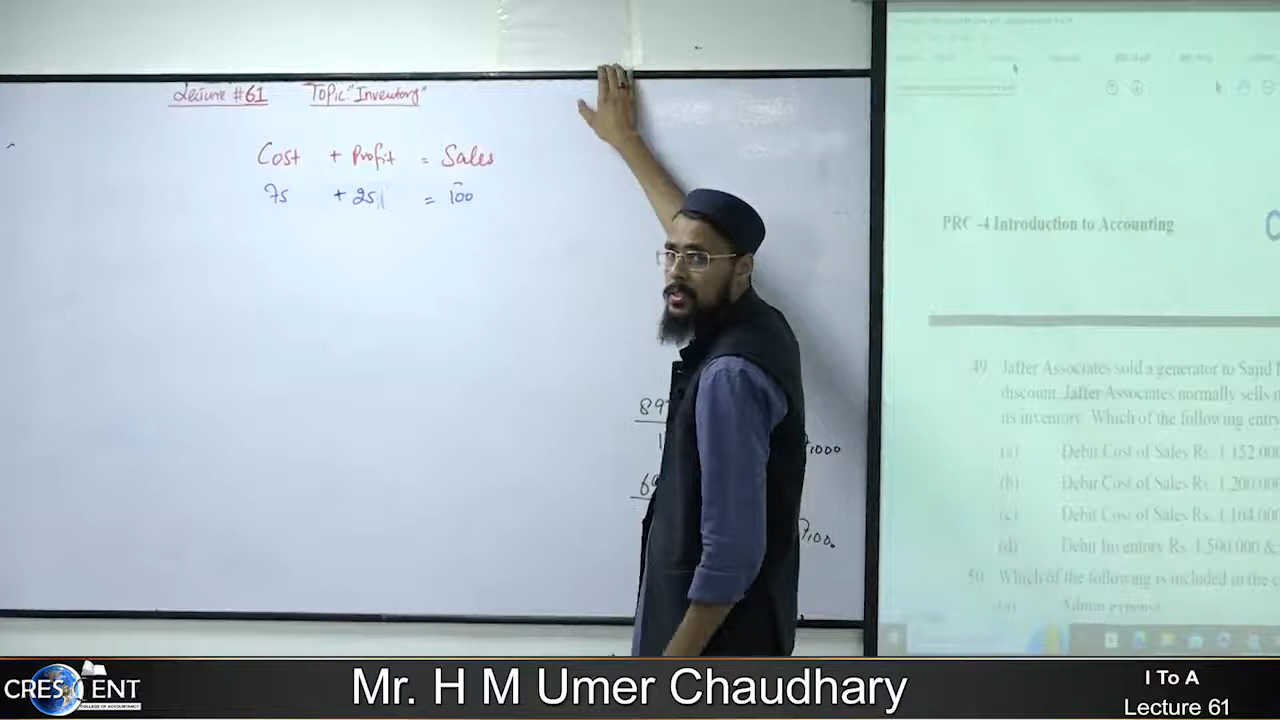 Lecture #61 Topic: "Inventory"
Cost + Profit = Sales
75 + 25 = 100
PRC -4 Introduction to Accounting
49 Jaffer Associates sold a generator to Sajid
discount. Jaffer Associates normally sells
its inventory. Which of the following entry
(a) Debit Cost of Sales Rs. 1,152,000
(b) Debit Cost of Sales Rs. 1,200,000
(c) Debit Cost of Sales Rs. 1,104,000
(d) Debit Inventory Rs. 1,500,000 &
50 Which of the following is included in the
(a) Admin expense
CRESCENT
COLLEGE OF ACCOUNTANCY
Mr. H M Umer Chaudhary
I To A
Lecture 61